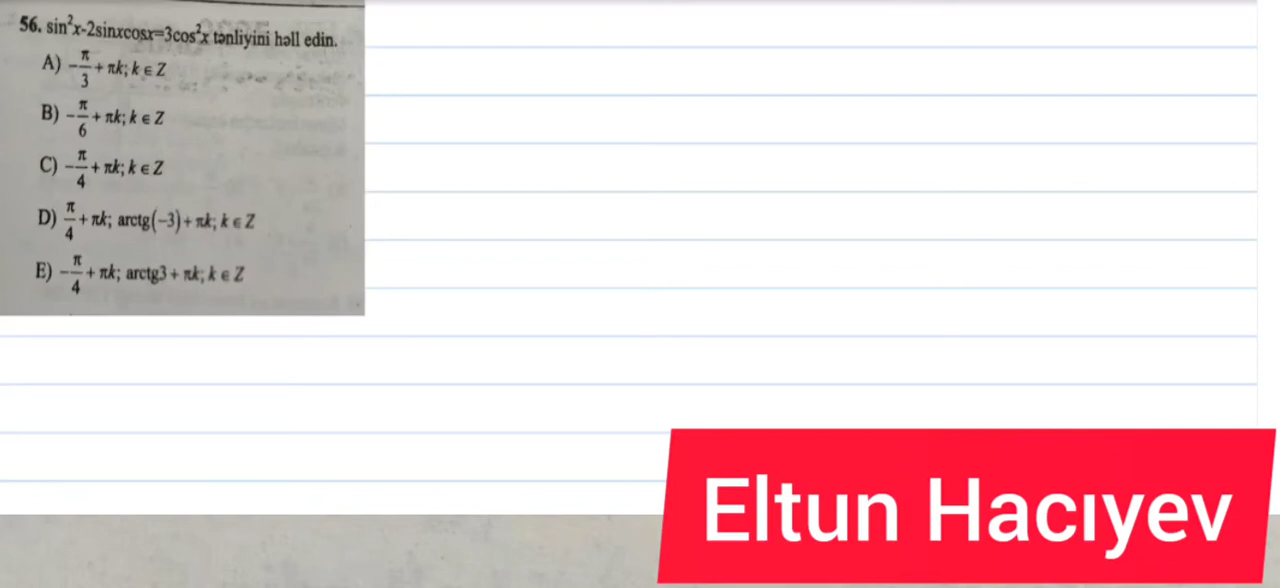 56. sin²x-2sinxcosx=3cos²x tənliyini həll edin.
A) -π/3 + πk; k ∈ Z
B) -π/6 + πk; k ∈ Z
C) -π/4 + πk; k ∈ Z
D) π/4 + πk; arctg(-3) + πk; k ∈ Z
E) -π/4 + πk; arctg3 + πk; k ∈ Z
Eltun Hacıyev